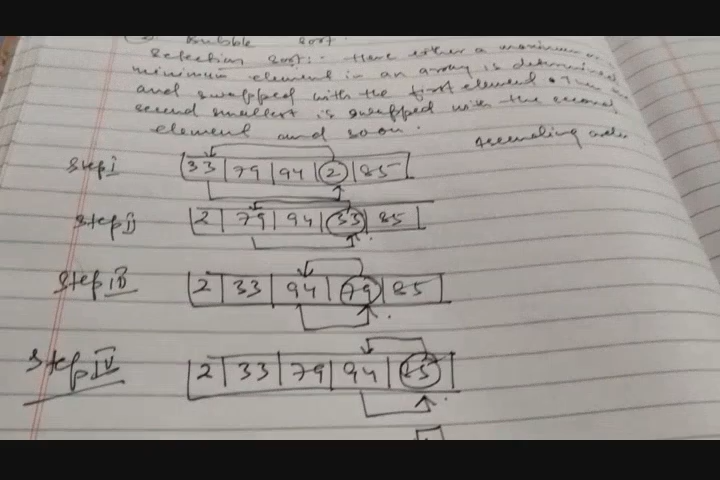 Bubble sort.
Selection sort:- Here either a maximum or
minimum element in an array is determined
and swapped with the first element. Then
second smallest is swapped with the second
element and so on.
Ascending order
Step I 33 79 94 2 85
Step II 2 79 94 33 85
Step III 2 33 94 79 85
Step IV 2 33 79 94 85